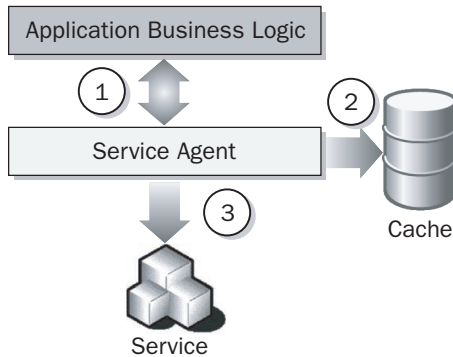 Application Business Logic
1
2
Service Agent
3
Cache
Service